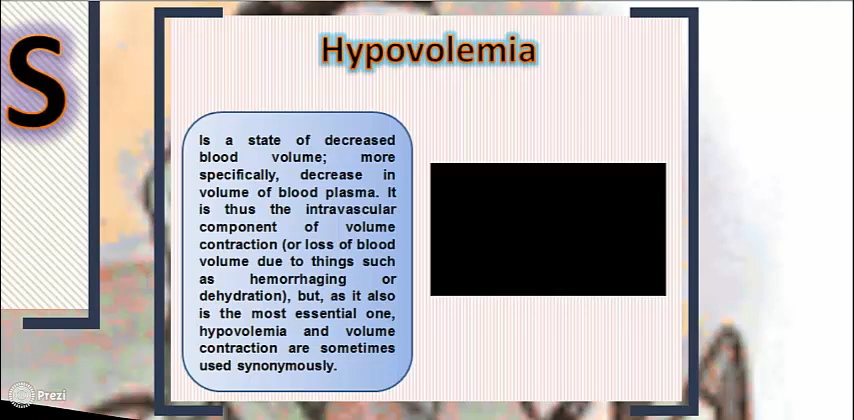 S
Hypovolemia
Is a state of decreased
blood volume; more
specifically, decrease in
volume of blood plasma. It
is thus the intravascular
component of volume
contraction (or loss of blood
volume due to things such
as hemorrhaging or
dehydration), but, as it also
is the most essential one,
hypovolemia and volume
contraction are sometimes
used synonymously.
Prezi